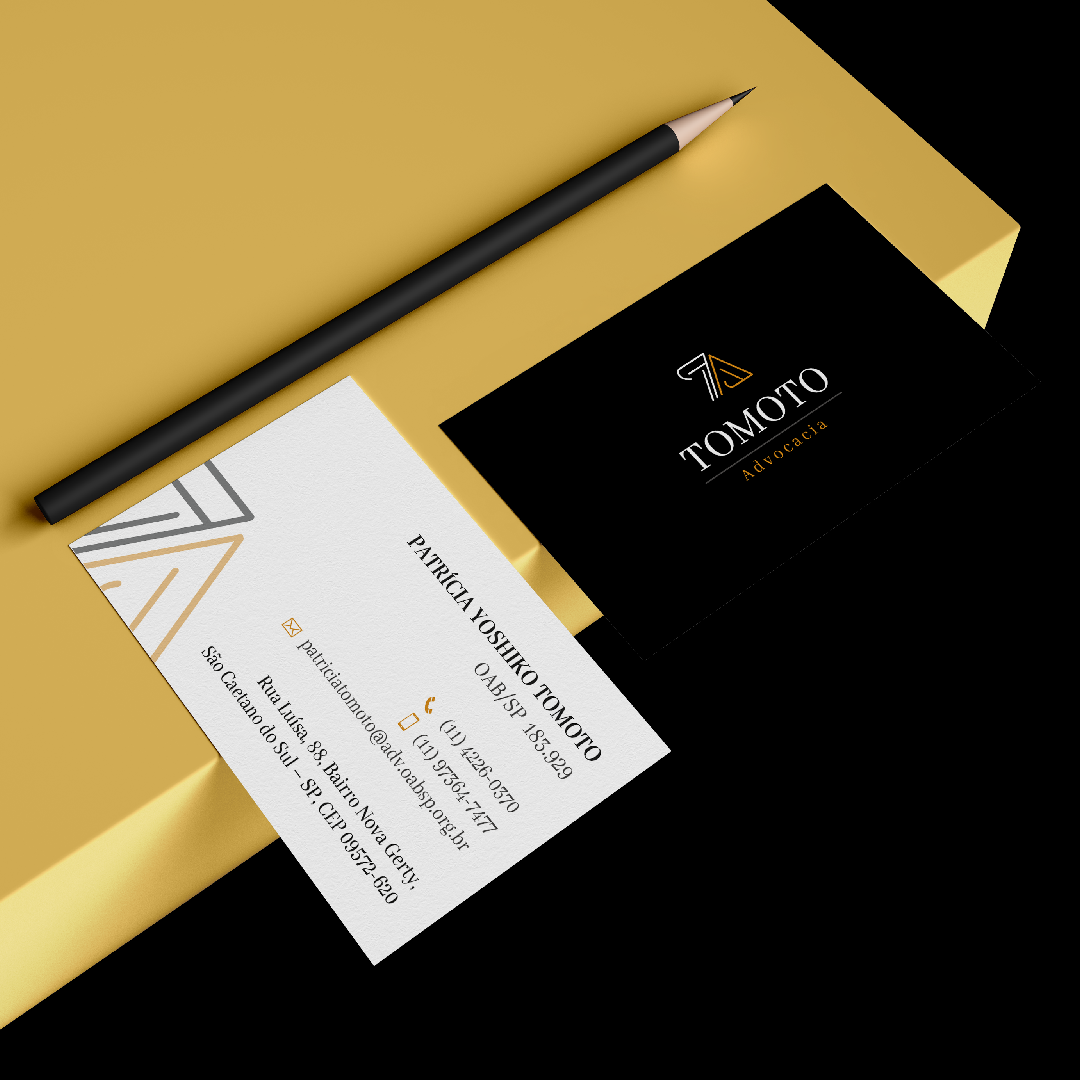 TOMOTO
Advocacia
PATRÍCIA YOSHIKO TOMOTO
OAB/SP 183.929
(11) 4226-0370
(11) 97364-7477
patriciatomoto@adv.oabsp.org.br
Rua Luísa, 88, Bairro Nova Gerty,
São Caetano do Sul – SP, CEP 09572-620